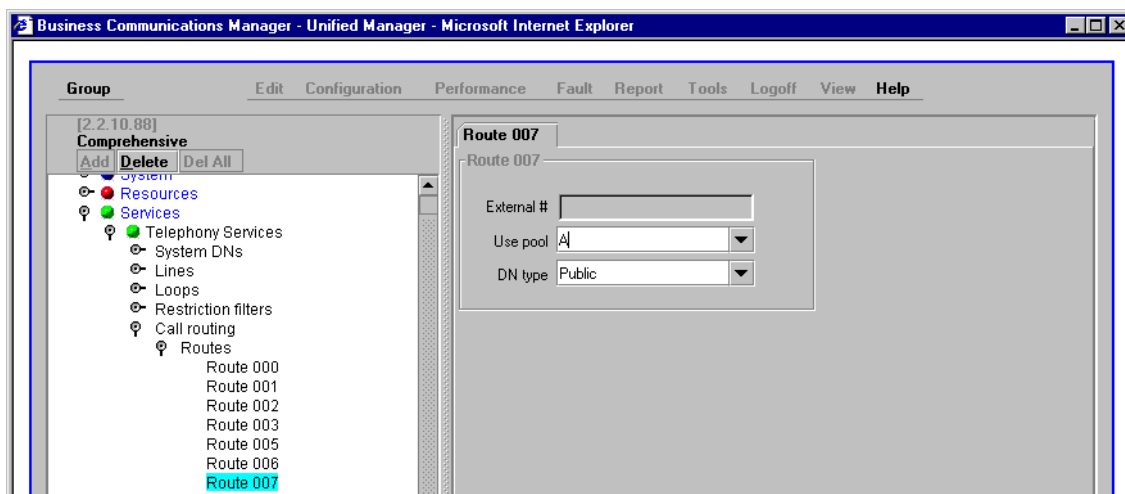 Business Communications Manager - Unified Manager - Microsoft Internet Explorer
Group Edit Configuration Performance Fault Report Tools Logoff View Help
[2.2.10.88]
Comprehensive
Add Delete Del All
System
Resources
Services
Telephony Services
System DNs
Lines
Loops
Restriction filters
Call routing
Routes
Route 000
Route 001
Route 002
Route 003
Route 005
Route 006
Route 007
Route 007
Route 007
External #
Use pool A
DN type Public